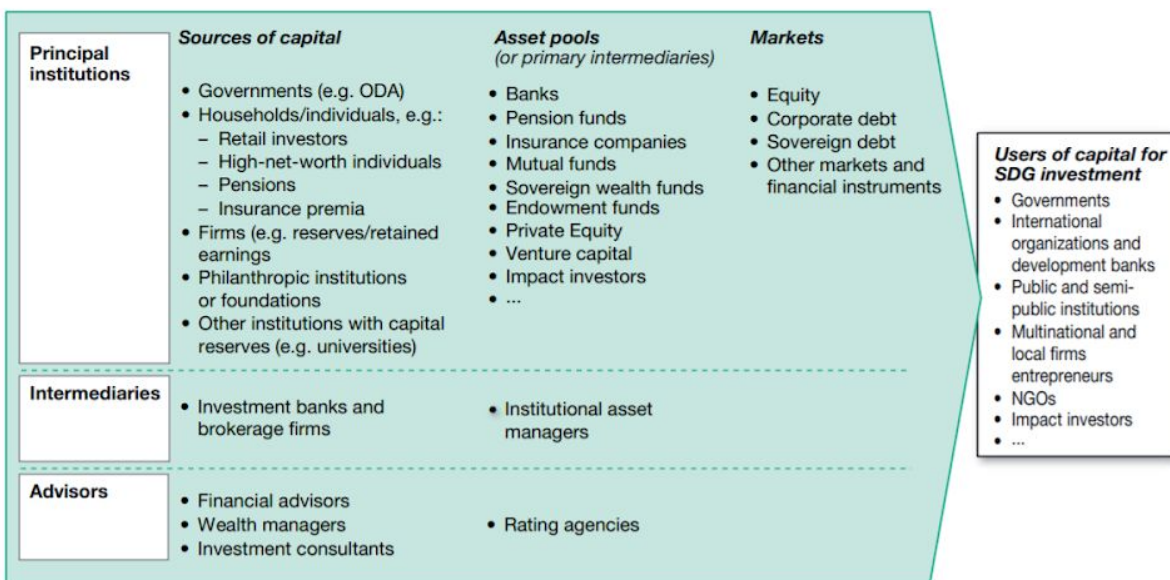 Principal
institutions
Sources of capital
• Governments (e.g. ODA)
• Households/individuals, e.g.:
– Retail investors
– High-net-worth individuals
– Pensions
– Insurance premia
• Firms (e.g. reserves/retained
earnings
• Philanthropic institutions
or foundations
• Other institutions with capital
reserves (e.g. universities)
Asset pools
(or primary intermediaries)
• Banks
• Pension funds
• Insurance companies
• Mutual funds
• Sovereign wealth funds
• Endowment funds
• Private Equity
• Venture capital
• Impact investors
• ...
Markets
• Equity
• Corporate debt
• Sovereign debt
• Other markets and
financial instruments
Intermediaries
• Investment banks and
brokerage firms
• Institutional asset
managers
Advisors
• Financial advisors
• Wealth managers
• Investment consultants
• Rating agencies
Users of capital for
SDG investment
• Governments
• International
organizations and
development banks
• Public and semi-
public institutions
• Multinational and
local firms
entrepreneurs
• NGOs
• Impact investors
• ...